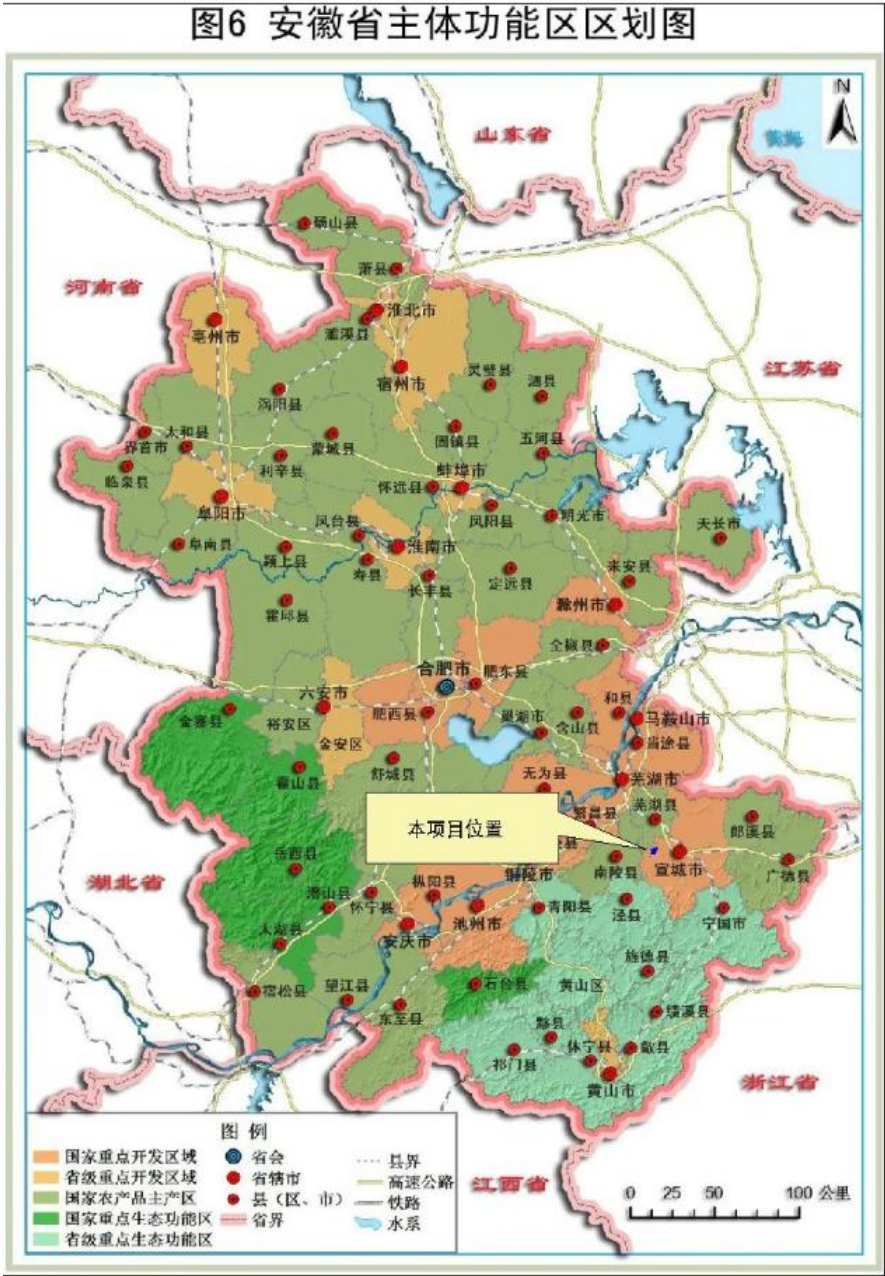 图6 安徽省主体功能区区划图
N
山东省
黄海
砀山县
萧县
河南省
淮北市
濉溪县
亳州市
宿州市
灵璧县
泗县
江苏省
涡阳县
太和县
界首市
蒙城县
固镇县
五河县
临泉县
利辛县
怀远县
蚌埠市
阜阳市
凤台县
凤阳县
明光市
天长市
阜南县
颍上县
淮南市
寿县
长丰县
定远县
来安县
霍邱县
滁州市
全椒县
合肥市
肥东县
六安市
金寨县
裕安区
肥西县
巢湖市
含山县
和县
马鞍山市
金安区
当涂县
霍山县
舒城县
无为县
芜湖市
本项目位置
繁昌县
芜湖县
郎溪县
岳西县
铜陵市
南陵县
宣城市
广德县
湖北省
潜山县
怀宁县
枞阳县
池州市
青阳县
泾县
宁国市
太湖县
安庆市
旌德县
宿松县
望江县
东至县
石台县
黄山区
绩溪县
黟县
休宁县
歙县
祁门县
黄山市
浙江省
江西省
图 例
国家重点开发区域
省级重点开发区域
国家农产品主产区
国家重点生态功能区
省级重点生态功能区
省会
省辖市
县（区、市）
省界
县界
高速公路
铁路
水系
0 25 50 100 公里